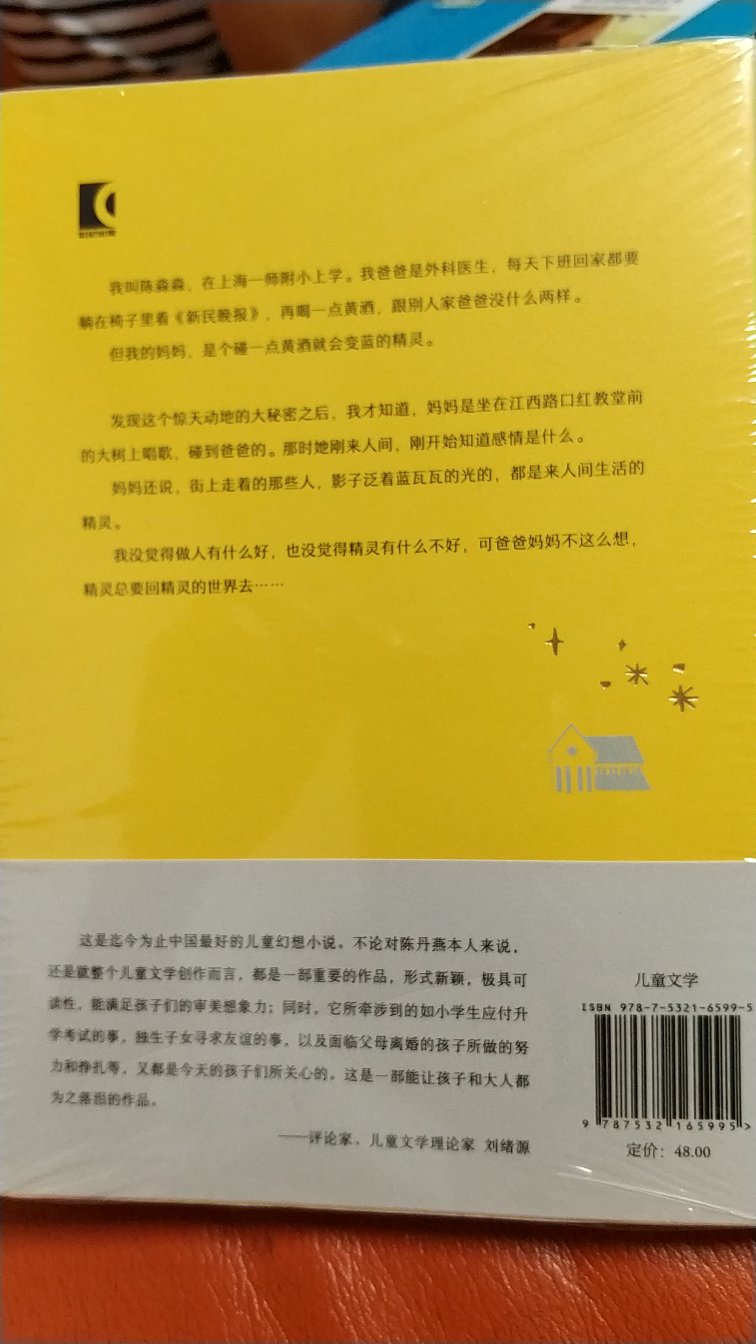 我叫陈淼淼，在上海一师附小上学。我爸爸是外科医生，每天下班回家都要
躺在椅子里看《新民晚报》，再喝一点黄酒，跟别人家爸爸没什么两样。
但我的妈妈，是个碰一点黄酒就会变蓝的精灵。
发现这个惊天动地的大秘密之后，我才知道，妈妈是坐在江西路口红教堂前
的大树上唱歌，碰到爸爸的。那时她刚来人间，刚开始知道感情是什么。
妈妈还说，街上走着的那些人，影子泛着蓝瓦瓦的光的，都是来人间生活的
精灵。
我没觉得做人有什么好，也没觉得精灵有什么不好，可爸爸妈妈不这么想，
精灵总要回精灵的世界去……
这是迄今为止中国最好的儿童幻想小说。不论对陈丹燕本人来说，
还是就整个儿童文学创作而言，都是一部重要的作品，形式新颖，极具可
读性，能满足孩子们的审美想象力；同时，它所牵涉到的如小学生应付升
学考试的事，独生子女寻求友谊的事，以及面临父母离婚的孩子所做的努
力和挣扎等，又都是今天的孩子们所关心的。这是一部能让孩子和大人都
为之落泪的作品。
——评论家、儿童文学理论家 刘绪源
儿童文学
ISBN 978-7-5321-6599-5
9 787532 165995 >
定价：48.00